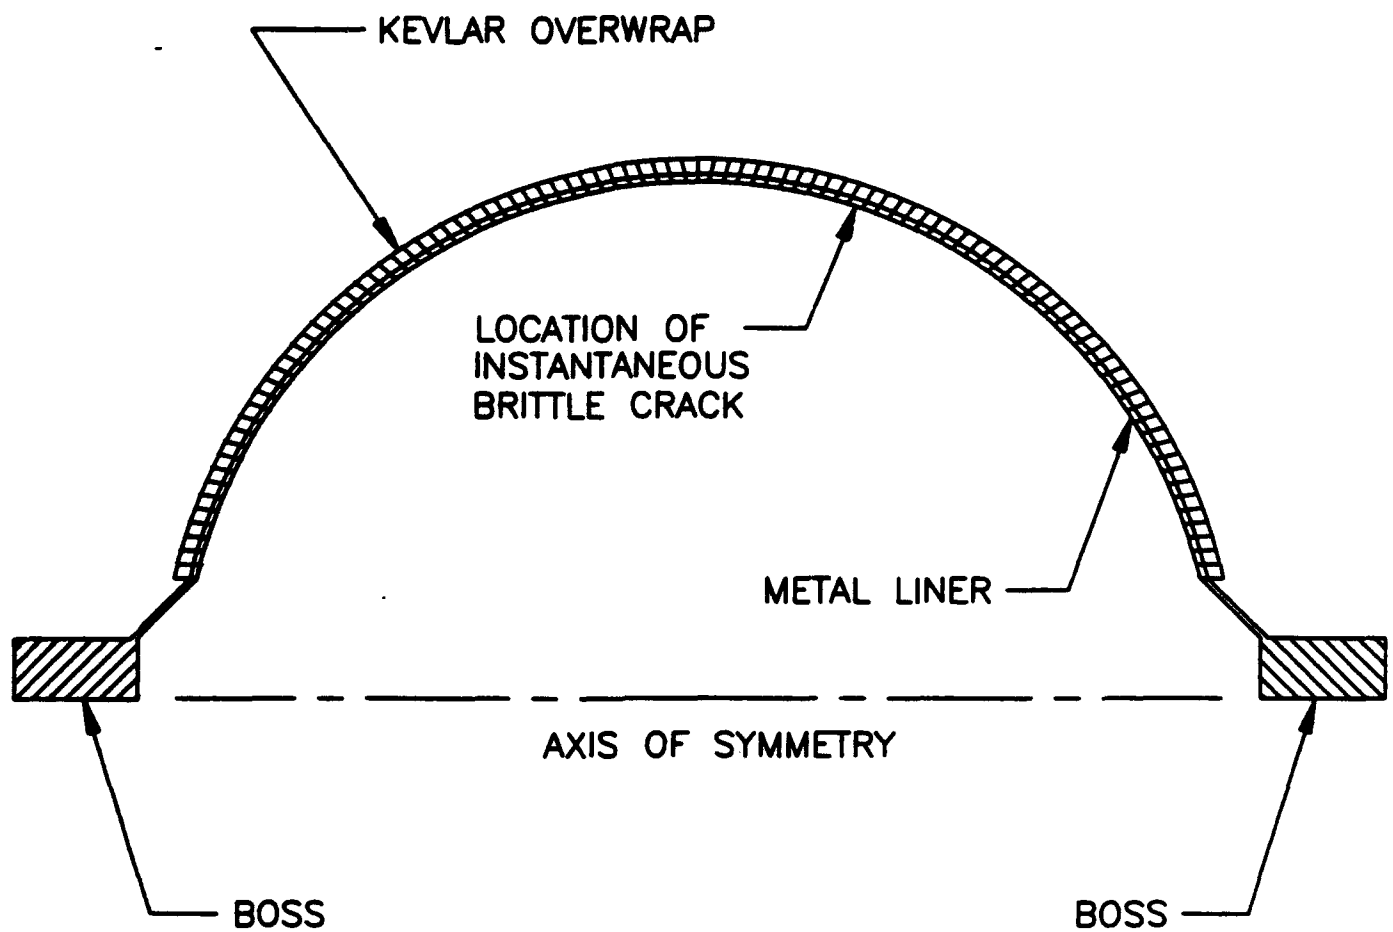 KEVLAR OVERWRAP
LOCATION OF
INSTANTANEOUS
BRITTLE CRACK
METAL LINER
AXIS OF SYMMETRY
BOSS
BOSS